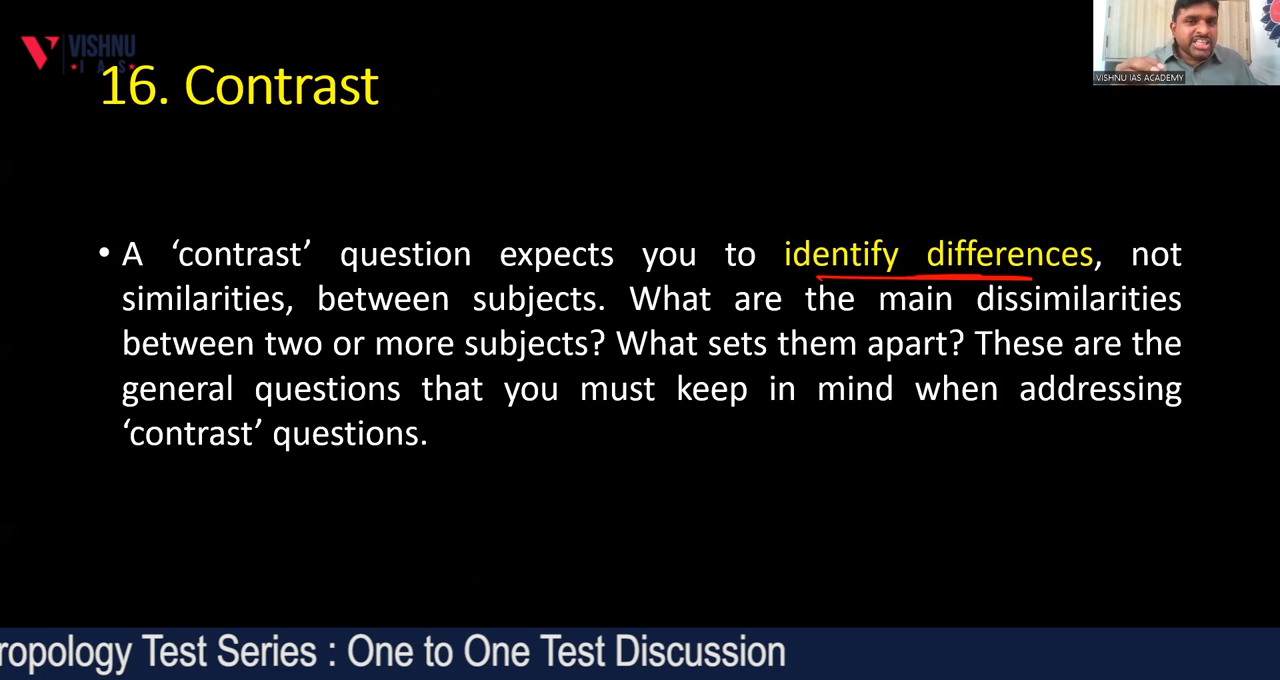 VISHNU
IAS
16. Contrast
VISHNU IAS ACADEMY
• A ‘contrast’ question expects you to identify differences, not
similarities, between subjects. What are the main dissimilarities
between two or more subjects? What sets them apart? These are the
general questions that you must keep in mind when addressing
‘contrast’ questions.
ropology Test Series : One to One Test Discussion